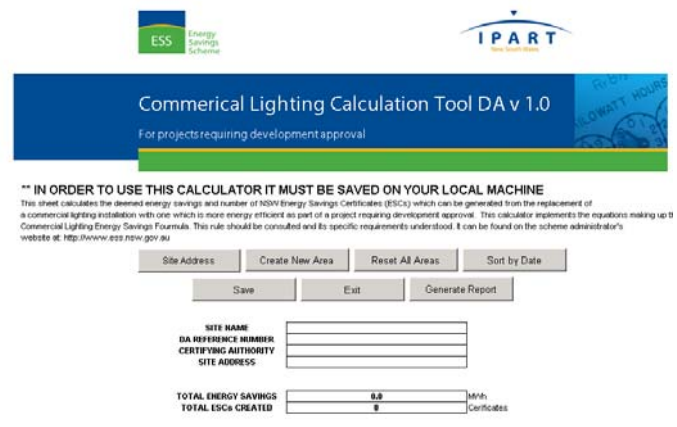 ESS Energy
Savings
Scheme
IPART
New South Wales
Commerical Lighting Calculation Tool DA v 1.0
For projects requiring development approval
KILOWATT HOURS
** IN ORDER TO USE THIS CALCULATOR IT MUST BE SAVED ON YOUR LOCAL MACHINE
This sheet calculates the deemed energy savings and number of NSW Energy Savings Certificates (ESCs) which can be generated from the replacement of
a commercial lighting installation with one which is more energy efficient as part of a project requiring development approval. This calculator implements the equations making up th
Commercial Lighting Energy Savings Fourmula. This rule should be consulted and its specific requirements understood. It can be found on the scheme administrator's
website at: http://www.ess.nsw.gov.au
Site Address Create New Area Reset All Areas Sort by Date
Save Exit Generate Report
SITE NAME
DA REFERENCE NUMBER
CERTIFYING AUTHORITY
SITE ADDRESS
TOTAL ENERGY SAVINGS 0.0 MWh
TOTAL ESCs CREATED 0 Cerificates